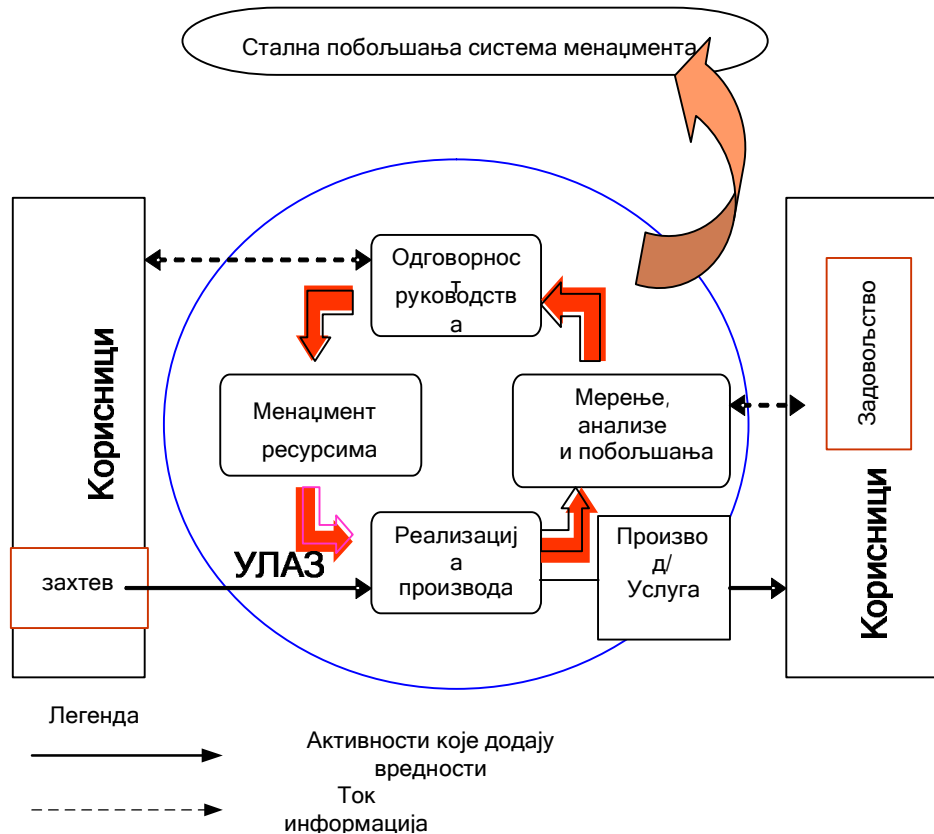 Стална побољшања система менаџмента
Корисници
захтев
Одговорност
руководств
а
Менаџмент
ресурсима
Мерење,
анализе
и побољшања
УЛАЗ
Реализациј
а
производа
Произво
д/
Услуга
Задовољство
Корисници
Легенда
Активности које додају
вредности
Ток
информација